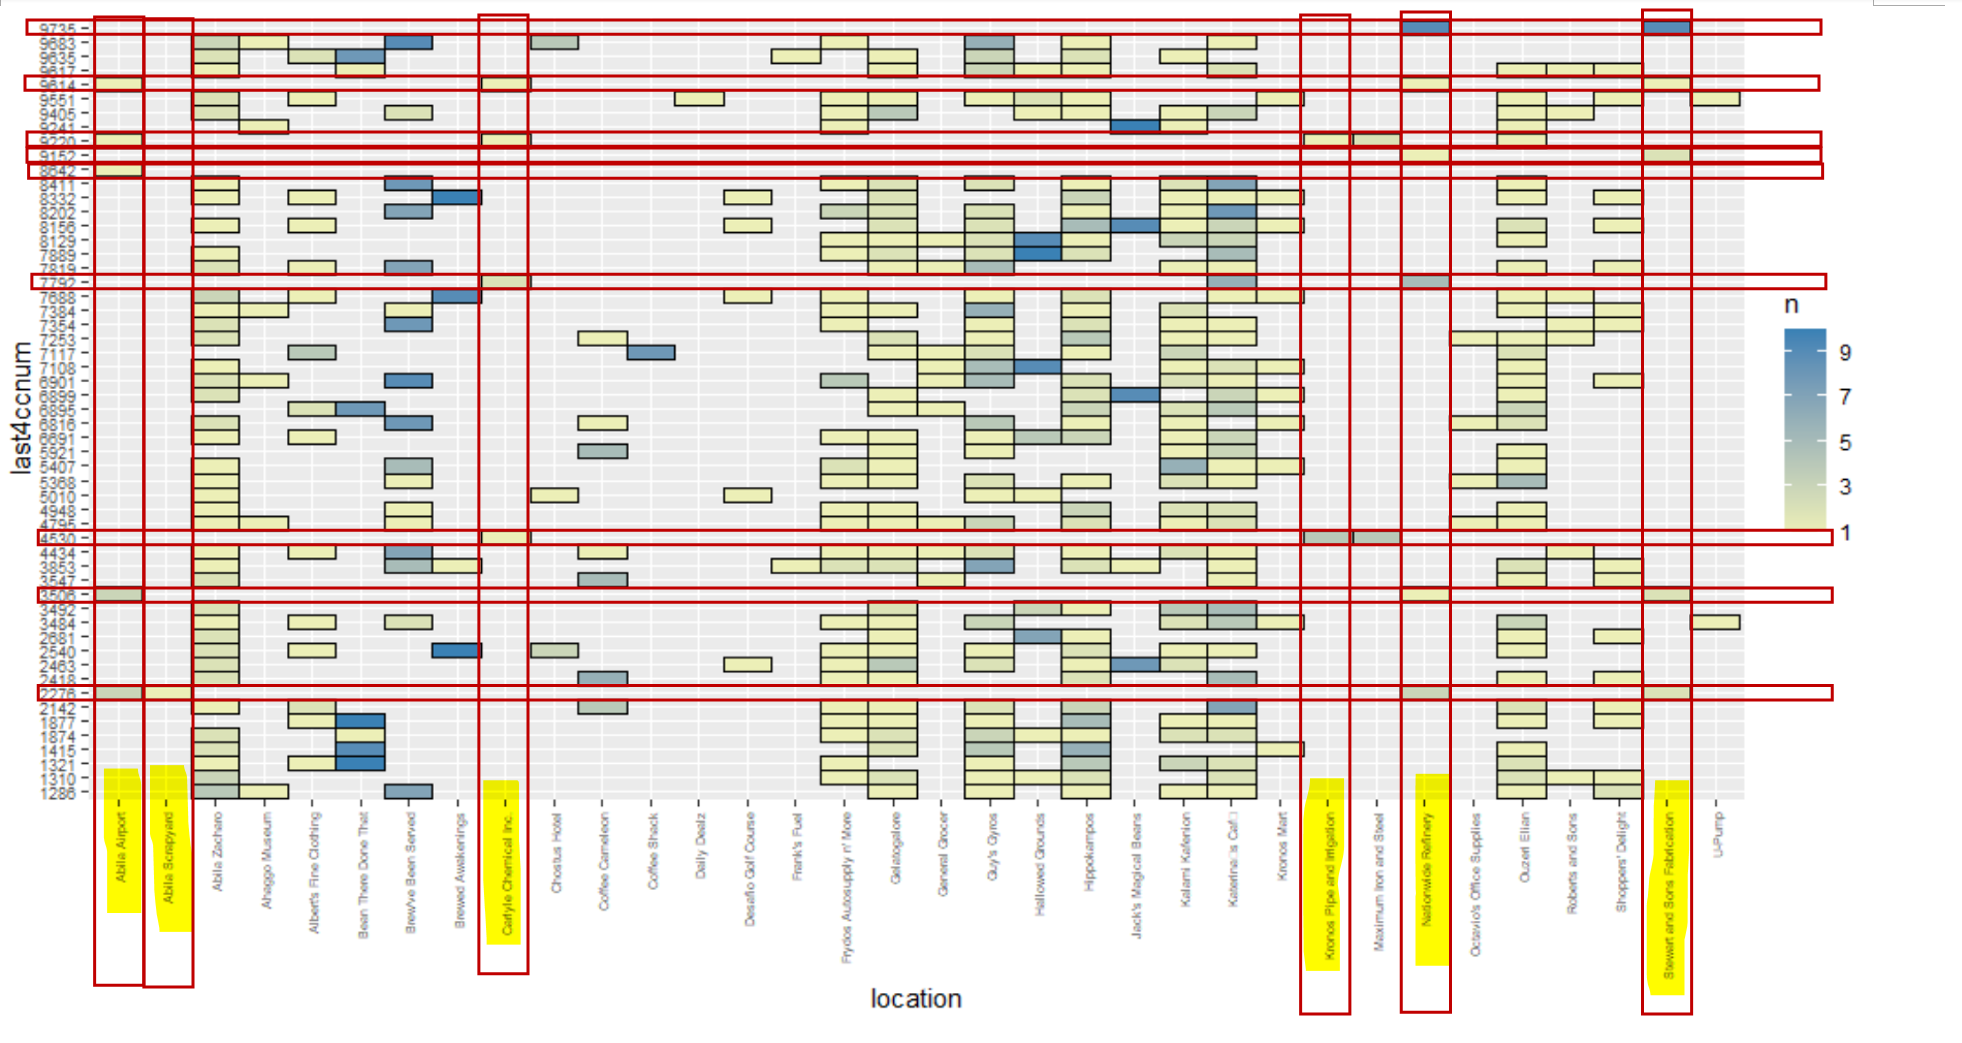 last4ccnum
9735
9683
9635
9617
9614
9551
9405
9241
9220
9152
8642
8411
8332
8202
8156
8129
7889
7819
7792
7688
7384
7354
7253
7117
7108
6901
6899
6895
6816
6691
5921
5407
5368
5010
4948
4795
4530
4434
3853
3547
3506
3492
3484
2681
2540
2463
2418
2276
2142
1877
1874
1415
1321
1310
1286
Abila Airport
Abila Scrapyard
Abila Zacharo
Ahaggo Museum
Albert's Fine Clothing
Bean There Done That
Brew've Been Served
Brewed Awakenings
Carlyle Chemical Inc.
Chostus Hotel
Coffee Cameleon
Coffee Shack
Daily Dealz
Desafio Golf Course
Frank's Fuel
Frydos Autosupply n' More
Gelatogalore
General Grocer
Guy's Gyros
Hallowed Grounds
Hippokampos
Jack's Magical Beans
Kalami Kafenion
Kronos Mart
Kronos Pipe and Irrigation
Maximum Iron and Steel
Nationwide Refinery
Octavio's Office Supplies
Ouzeri Elian
Roberts and Sons
Shoppers' Delight
Stewart and Sons Fabrication
U-Pump
location
n
9
7
5
3
1